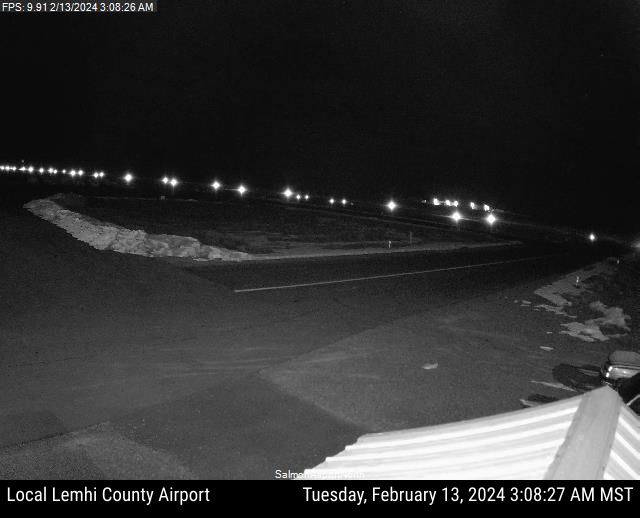 FPS: 9.91 2/13/2024 3:08:26 AM
Local Lemhi County Airport
Tuesday, February 13, 2024 3:08:27 AM MST